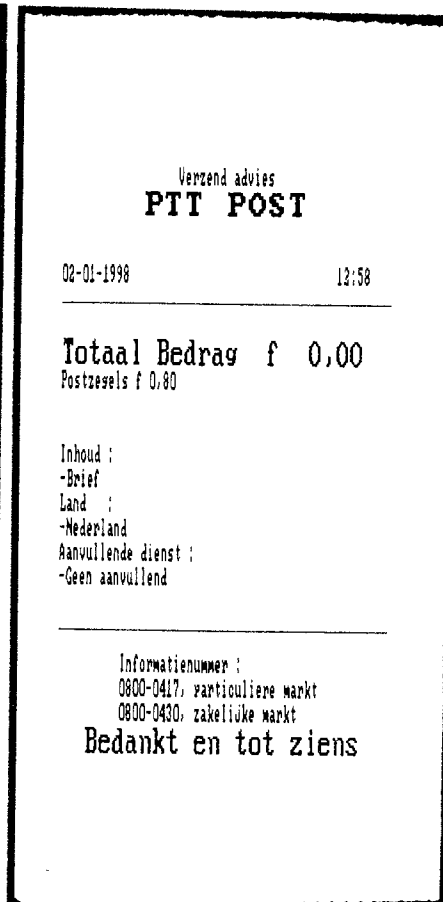 Verzend advies
PTT POST
02-01-1998 12:58
Totaal Bedrag f 0,00
Postzegels f 0,80
Inhoud :
-Brief
Land :
-Nederland
Aanvullende dienst :
-Geen aanvullend
Informatienummer :
0800-0417, particuliere markt
0800-0430, zakelijke markt
Bedankt en tot ziens